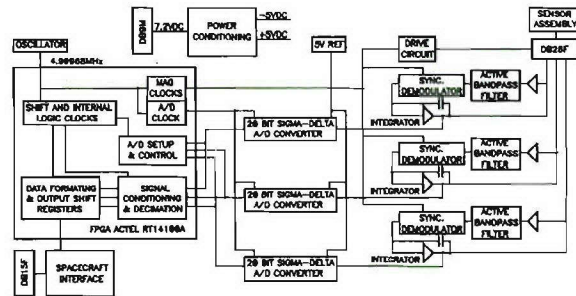 DB9M
7.2VDC
POWER
CONDITIONING
-5VDC
+5VDC
SENSOR
ASSEMBLY
OSCILLATOR
5V REF
DRIVE
CIRCUIT
DB25F
MAG
CLOCKS
A/D
CLOCK
SHIFT AND INTERNAL
LOGIC CLOCKS
SYNC.
DEMODULATOR
ACTIVE
BANDPASS
FILTER
20 BIT SIGMA-DELTA
A/D CONVERTER
INTEGRATOR
A/D SETUP
& CONTROL
SYNC.
DEMODULATOR
ACTIVE
BANDPASS
FILTER
DATA FORMATING
& OUTPUT SHIFT
REGISTERS
SIGNAL
CONDITIONING
& DECIMATION
20 BIT SIGMA-DELTA
A/D CONVERTER
INTEGRATOR
SYNC.
DEMODULATOR
ACTIVE
BANDPASS
FILTER
FPGA ACTEL RT14100A
DB15F
SPACECRAFT
INTERFACE
20 BIT SIGMA-DELTA
A/D CONVERTER
INTEGRATOR